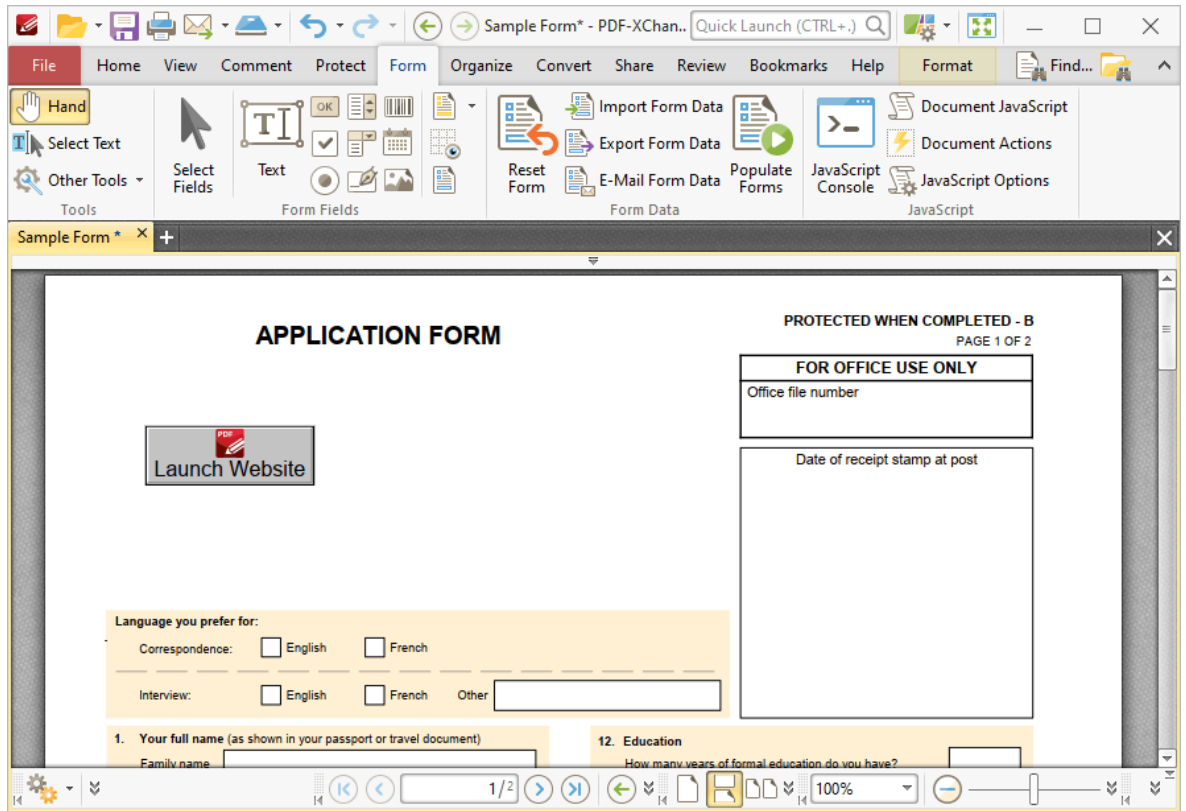 Sample Form* - PDF-XChan.. Quick Launch (CTRL+.)
File Home View Comment Protect Form Organize Convert Share Review Bookmarks Help Format Find...
Hand
Select Text
Other Tools
Tools
Select Fields
Text
OK
Form Fields
Reset Form
Import Form Data
Export Form Data
E-Mail Form Data
Populate Forms
Form Data
JavaScript Console
Document JavaScript
Document Actions
JavaScript Options
JavaScript
Sample Form *
APPLICATION FORM
PROTECTED WHEN COMPLETED - B
PAGE 1 OF 2
FOR OFFICE USE ONLY
Office file number
Date of receipt stamp at post
PDF
Launch Website
Language you prefer for:
Correspondence: English French
Interview: English French Other
1. Your full name (as shown in your passport or travel document)
Family name
12. Education
How many years of formal education do you have?
1/2 100%